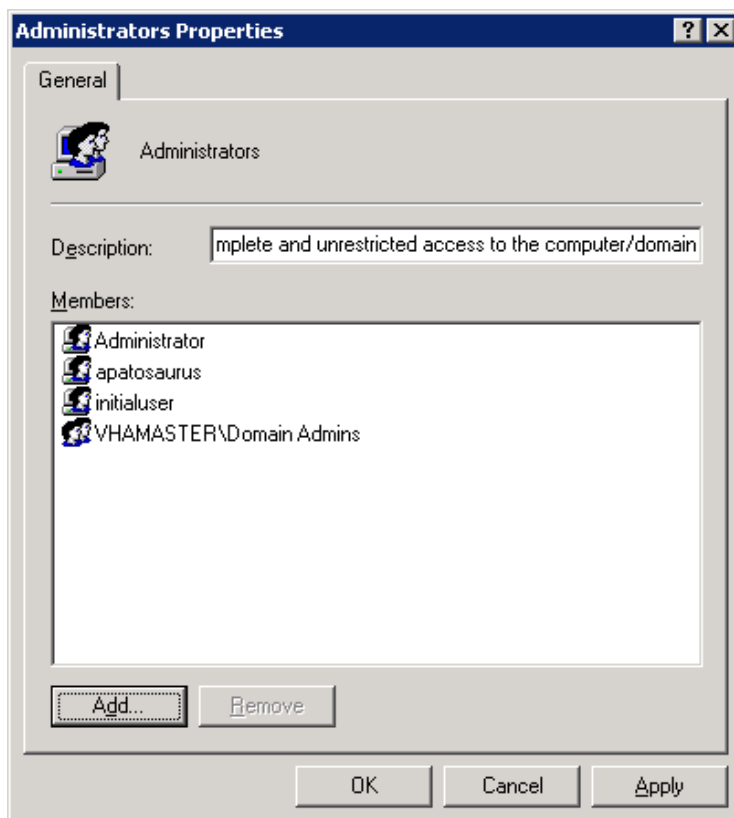 Administrators Properties
General
Administrators
Description: mplete and unrestricted access to the computer/domain
Members:
Administrator
apatosaurus
initialuser
VHAMASTER\Domain Admins
Add... Remove
OK Cancel Apply